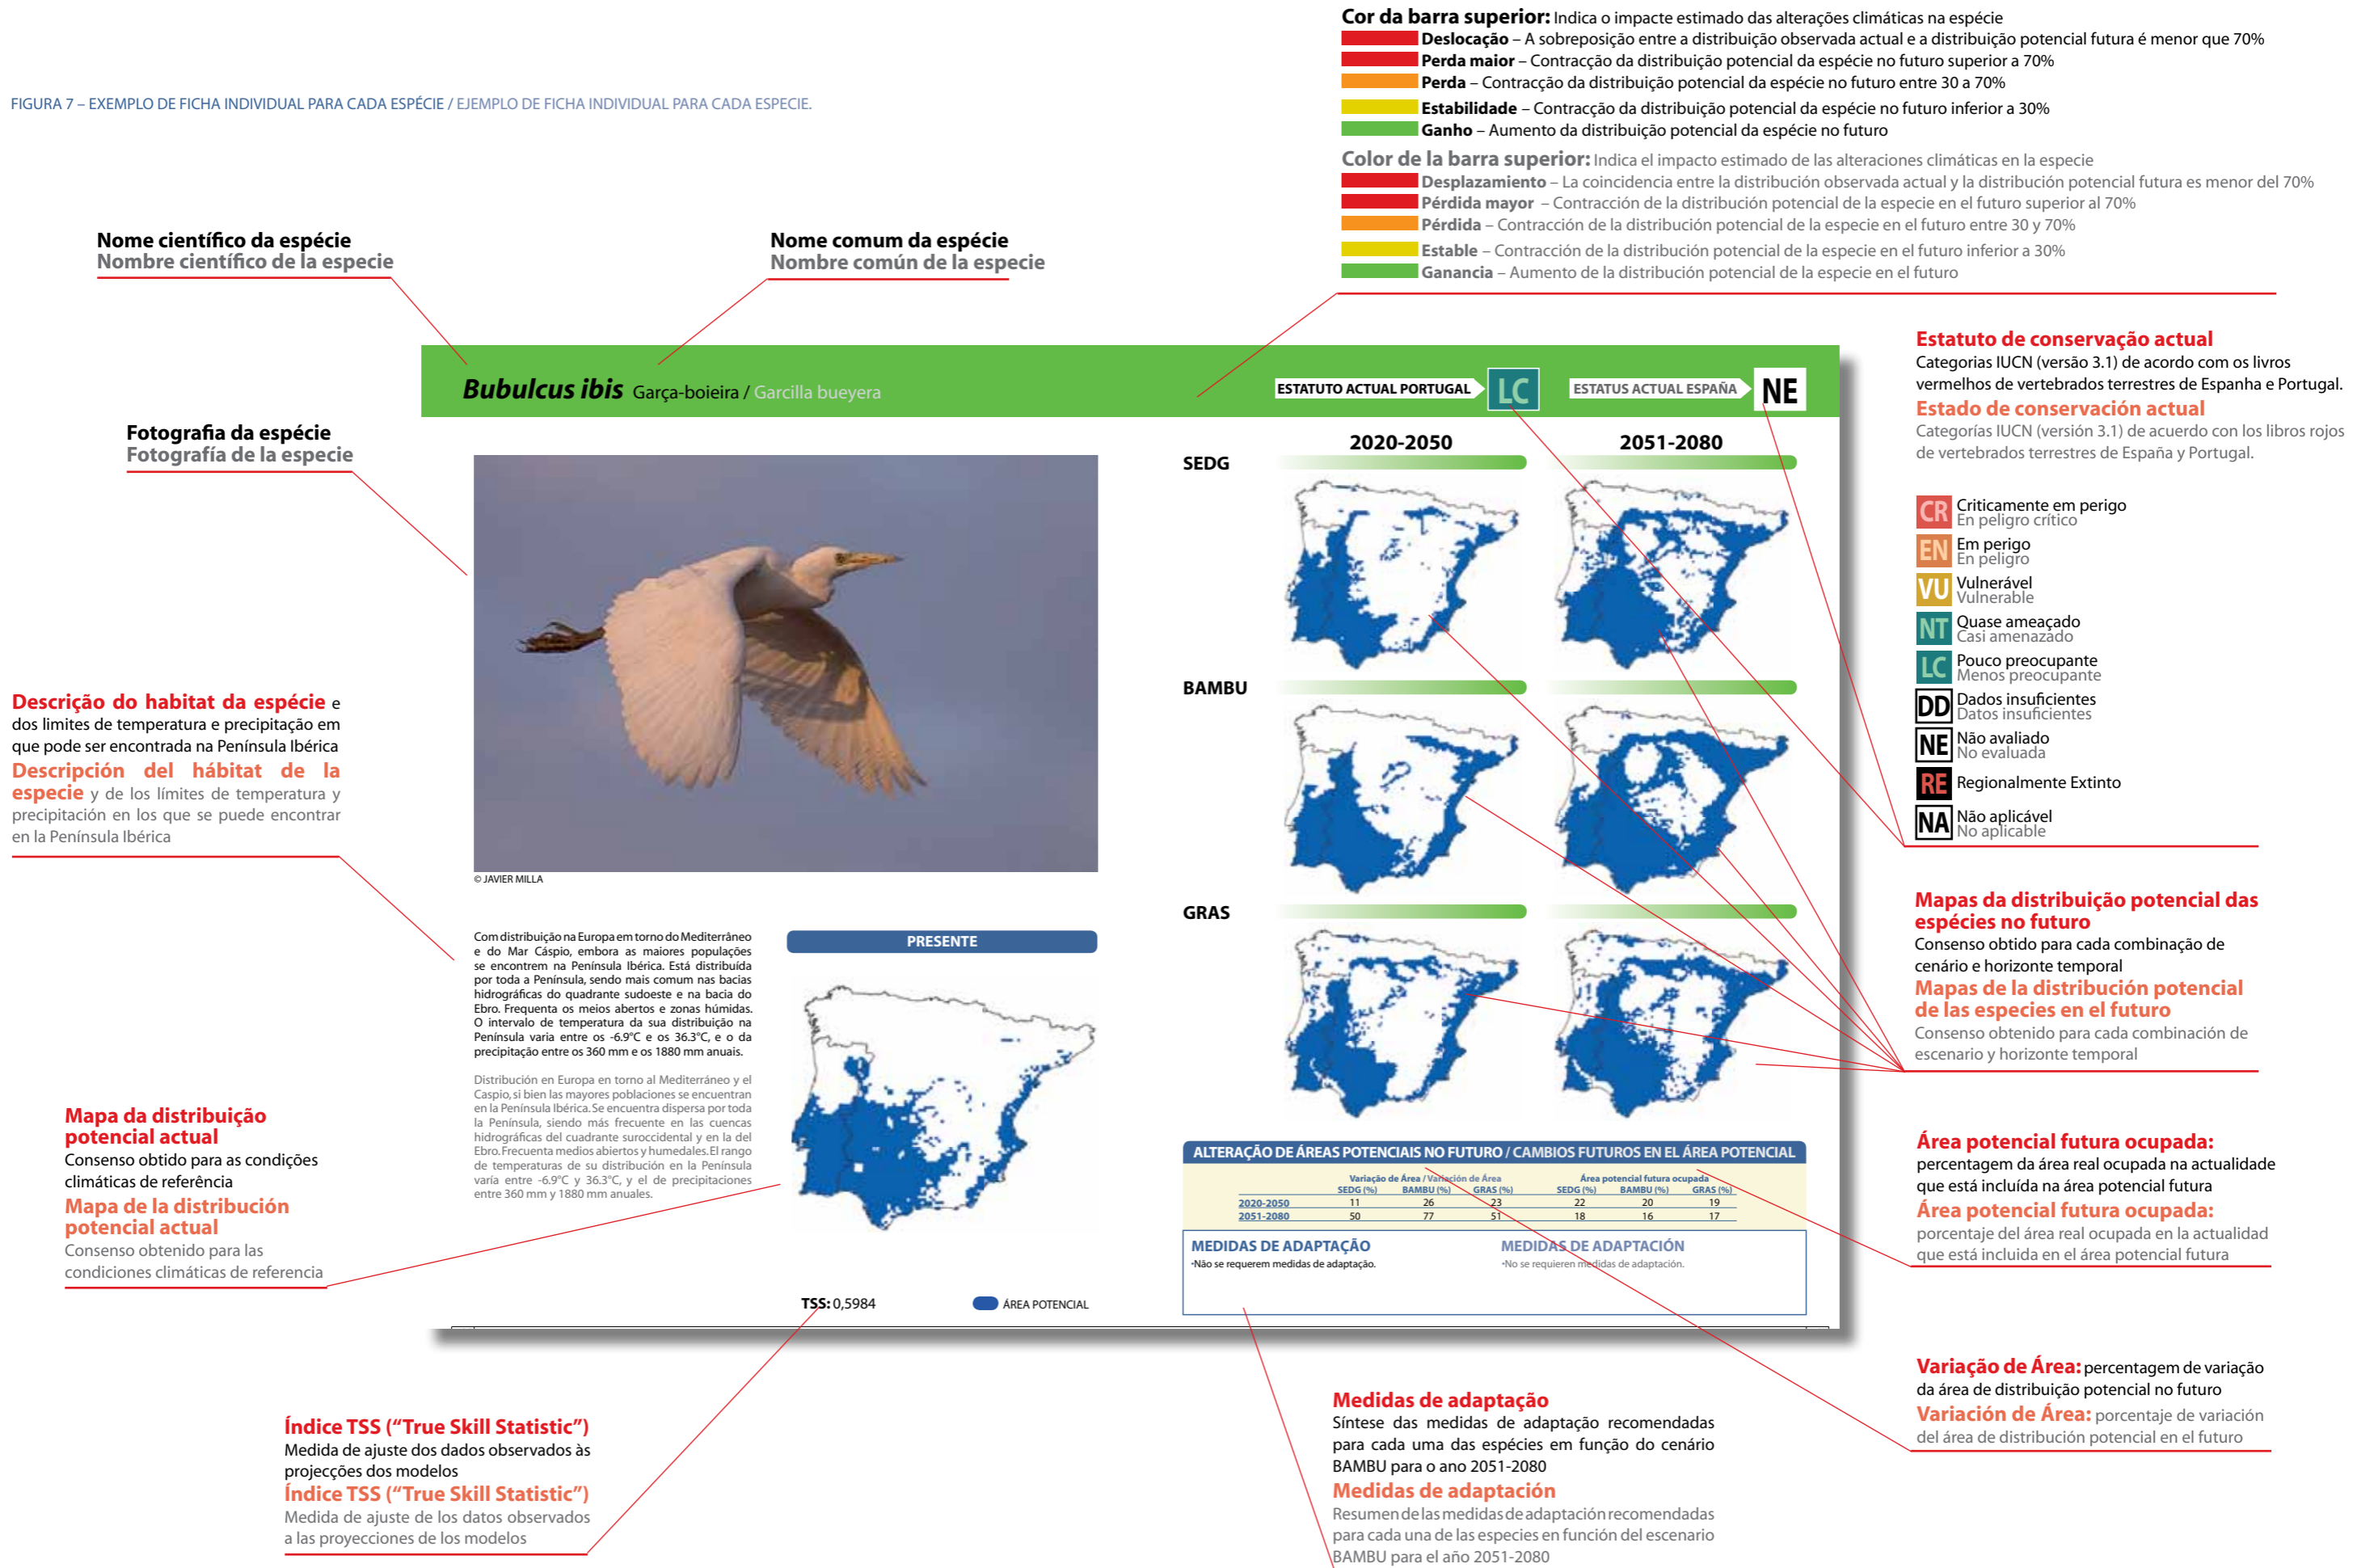 FIGURA 7 – EXEMPLO DE FICHA INDIVIDUAL PARA CADA ESPÉCIE / EJEMPLO DE FICHA INDIVIDUAL PARA CADA ESPECIE.
Cor da barra superior: Indica o impacte estimado das alterações climáticas na espécie
Deslocação – A sobreposição entre a distribuição observada actual e a distribuição potencial futura é menor que 70%
Perda maior – Contracção da distribuição potencial da espécie no futuro superior a 70%
Perda – Contracção da distribuição potencial da espécie no futuro entre 30 a 70%
Estabilidade – Contracção da distribuição potencial da espécie no futuro inferior a 30%
Ganho – Aumento da distribuição potencial da espécie no futuro
Color de la barra superior: Indica el impacto estimado de las alteraciones climáticas en la especie
Desplazamiento – La coincidencia entre la distribución observada actual y la distribución potencial futura es menor del 70%
Pérdida mayor – Contracción de la distribución potencial de la especie en el futuro superior al 70%
Pérdida – Contracción de la distribución potencial de la especie en el futuro entre 30 y 70%
Estable – Contracción de la distribución potencial de la especie en el futuro inferior a 30%
Ganancia – Aumento de la distribución potencial de la especie en el futuro
Nome científico da espécie
Nombre científico de la especie
Nome comum da espécie
Nombre común de la especie
Fotografia da espécie
Fotografía de la especie
Descrição do habitat da espécie e
dos limites de temperatura e precipitação em
que pode ser encontrada na Península Ibérica
Descripción del hábitat de la
especie y de los límites de temperatura y
precipitación en los que se puede encontrar
en la Península Ibérica
Mapa da distribuição
potencial actual
Consenso obtido para as condições
climáticas de referência
Mapa de la distribución
potencial actual
Consenso obtenido para las
condiciones climáticas de referencia
Índice TSS (“True Skill Statistic”)
Medida de ajuste dos dados observados às
projecções dos modelos
Índice TSS (“True Skill Statistic”)
Medida de ajuste de los datos observados
a las proyecciones de los modelos
Bubulcus ibis Garça-boieira / Garcilla bueyera
ESTATUTO ACTUAL PORTUGAL LC ESTATUS ACTUAL ESPAÑA NE
© JAVIER MILLA
Com distribuição na Europa em torno do Mediterrâneo
e do Mar Cáspio, embora as maiores populações
se encontrem na Península Ibérica. Está distribuída
por toda a Península, sendo mais comum nas bacias
hidrográficas do quadrante sudoeste e na bacia do
Ebro. Frequenta os meios abertos e zonas húmidas.
O intervalo de temperatura da sua distribuição na
Península varia entre os -6.9°C e os 36.3°C, e o da
precipitação entre os 360 mm e os 1880 mm anuais.
Distribución en Europa en torno al Mediterráneo y el
Caspio, si bien las mayores poblaciones se encuentran
en la Península Ibérica. Se encuentra dispersa por toda
la Península, siendo más frecuente en las cuencas
hidrográficas del cuadrante suroccidental y en la del
Ebro. Frecuenta medios abiertos y humedales. El rango
de temperaturas de su distribución en la Península
varía entre -6.9°C y 36.3°C, y el de precipitaciones
entre 360 mm y 1880 mm anuales.
PRESENTE
TSS: 0,5984
ÁREA POTENCIAL
2020-2050 2051-2080
SEDG
BAMBU
GRAS
ALTERAÇÃO DE ÁREAS POTENCIAIS NO FUTURO / CAMBIOS FUTUROS EN EL ÁREA POTENCIAL
Variação de Área / Variación de Área Área potencial futura ocupada
SEDG (%) BAMBU (%) GRAS (%) SEDG (%) BAMBU (%) GRAS (%)
2020-2050 11 26 23 22 20 19
2051-2080 50 77 51 18 16 17
MEDIDAS DE ADAPTAÇÃO
•Não se requerem medidas de adaptação.
MEDIDAS DE ADAPTACIÓN
•No se requieren medidas de adaptación.
Medidas de adaptação
Síntese das medidas de adaptação recomendadas
para cada uma das espécies em função do cenário
BAMBU para o ano 2051-2080
Medidas de adaptación
Resumen de las medidas de adaptación recomendadas
para cada una de las especies en función del escenario
BAMBU para el año 2051-2080
Estatuto de conservação actual
Categorias IUCN (versão 3.1) de acordo com os livros
vermelhos de vertebrados terrestres de Espanha e Portugal.
Estado de conservación actual
Categorías IUCN (versión 3.1) de acuerdo con los libros rojos
de vertebrados terrestres de España y Portugal.
CR Criticamente em perigo
En peligro crítico
EN Em perigo
En peligro
VU Vulnerável
Vulnerable
NT Quase ameaçado
Casi amenazado
LC Pouco preocupante
Menos preocupante
DD Dados insuficientes
Datos insuficientes
NE Não avaliado
No evaluada
RE Regionalmente Extinto
NA Não aplicável
No aplicable
Mapas da distribuição potencial das
espécies no futuro
Consenso obtido para cada combinação de
cenário e horizonte temporal
Mapas de la distribución potencial
de las especies en el futuro
Consenso obtenido para cada combinación de
escenario y horizonte temporal
Área potencial futura ocupada:
percentagem da área real ocupada na actualidade
que está incluída na área potencial futura
Área potencial futura ocupada:
porcentaje del área real ocupada en la actualidad
que está incluida en el área potencial futura
Variação de Área: percentagem de variação
da área de distribuição potencial no futuro
Variación de Área: porcentaje de variación
del área de distribución potencial en el futuro